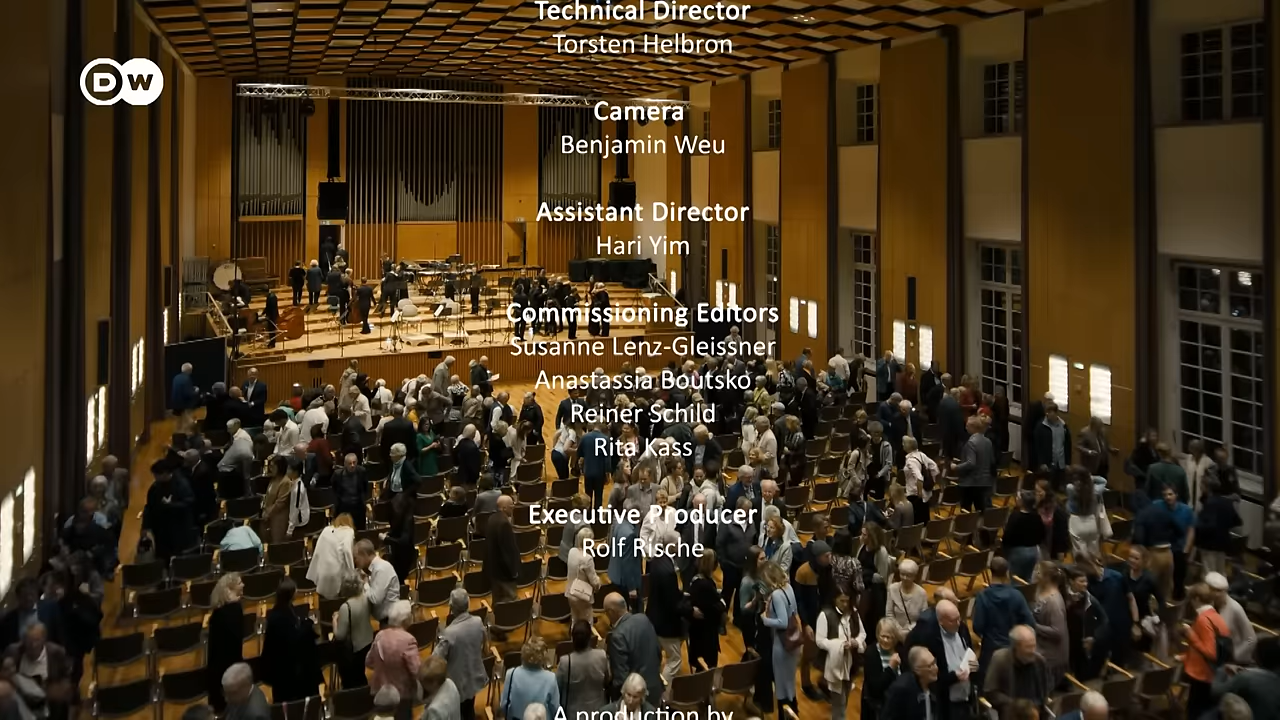 Technical Director
Torsten Helbron
DW
Camera
Benjamin Weu
Assistant Director
Hari Yim
Commissioning Editors
Susanne Lenz-Gleissner
Anastassia Boutsko
Reiner Schild
Rita Kass
Executive Producer
Rolf Rische
A production by